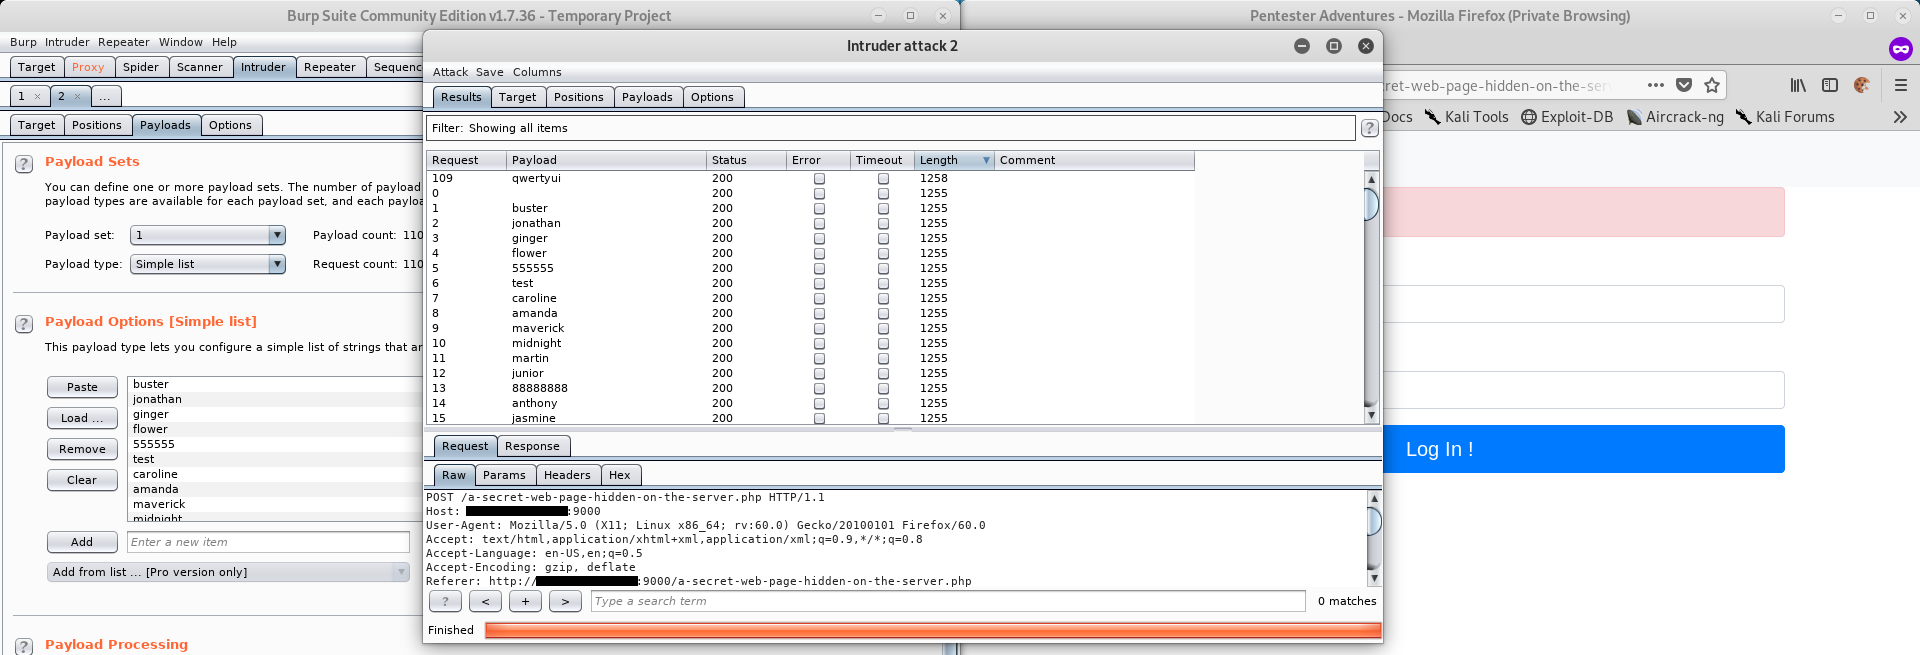 Burp Suite Community Edition v1.7.36 - Temporary Project
Pentester Adventures - Mozilla Firefox (Private Browsing)
Burp Intruder Repeater Window Help
Target Proxy Spider Scanner Intruder Repeater Sequenc
1 × 2 × ...
Target Positions Payloads Options
? Payload Sets
You can define one or more payload sets. The number of payload
payload types are available for each payload set, and each paylo
Payload set: 1 Payload count: 110
Payload type: Simple list Request count: 110
? Payload Options [Simple list]
This payload type lets you configure a simple list of strings that ar
Paste
Load ...
Remove
Clear
buster
jonathan
ginger
flower
555555
test
caroline
amanda
maverick
midnight
Add Enter a new item
Add from list ... [Pro version only]
? Payload Processing
Intruder attack 2
Attack Save Columns
Results Target Positions Payloads Options
Filter: Showing all items ?
Request Payload Status Error Timeout Length Comment
109 qwertyui 200 1258
0 200 1255
1 buster 200 1255
2 jonathan 200 1255
3 ginger 200 1255
4 flower 200 1255
5 555555 200 1255
6 test 200 1255
7 caroline 200 1255
8 amanda 200 1255
9 maverick 200 1255
10 midnight 200 1255
11 martin 200 1255
12 junior 200 1255
13 88888888 200 1255
14 anthony 200 1255
15 jasmine 200 1255
Request Response
Raw Params Headers Hex
POST /a-secret-web-page-hidden-on-the-server.php HTTP/1.1
Host: :9000
User-Agent: Mozilla/5.0 (X11; Linux x86_64; rv:60.0) Gecko/20100101 Firefox/60.0
Accept: text/html,application/xhtml+xml,application/xml;q=0.9,*/*;q=0.8
Accept-Language: en-US,en;q=0.5
Accept-Encoding: gzip, deflate
Referer: http:// :9000/a-secret-web-page-hidden-on-the-server.php
? < + > Type a search term 0 matches
Finished
cret-web-page-hidden-on-the-ser
Docs Kali Tools Exploit-DB Aircrack-ng Kali Forums
Log In !